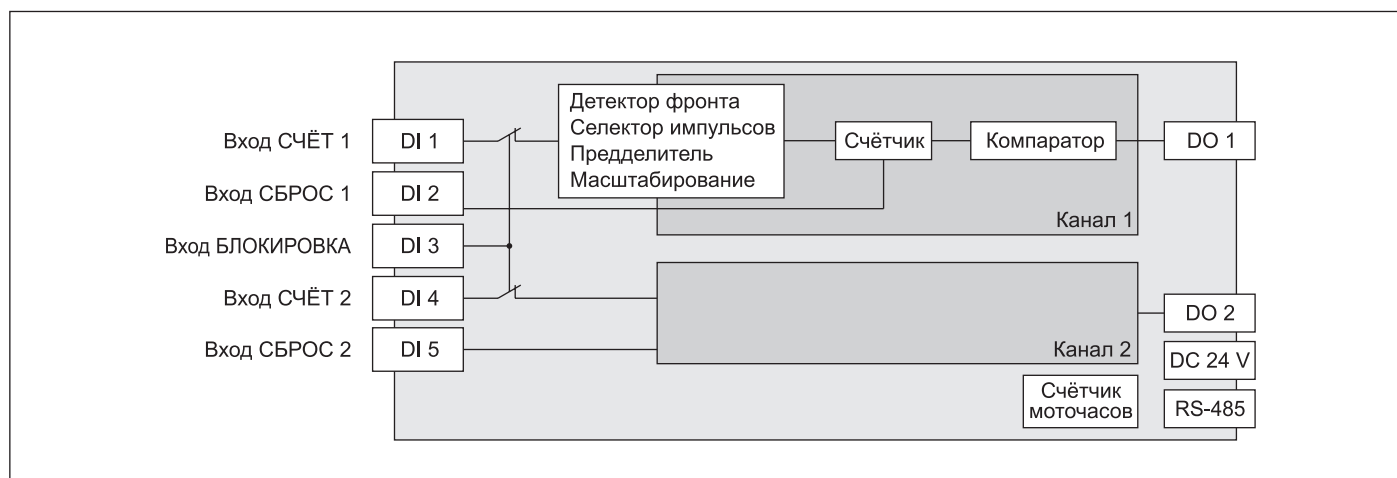 Вход СЧЁТ 1
DI 1
Детектор фронта
Селектор импульсов
Предделитель
Масштабирование
Счётчик
Компаратор
DO 1
Вход СБРОС 1
DI 2
Канал 1
Вход БЛОКИРОВКА
DI 3
Вход СЧЁТ 2
DI 4
DO 2
Вход СБРОС 2
DI 5
Канал 2
DC 24 V
Счётчик
моточасов
RS-485